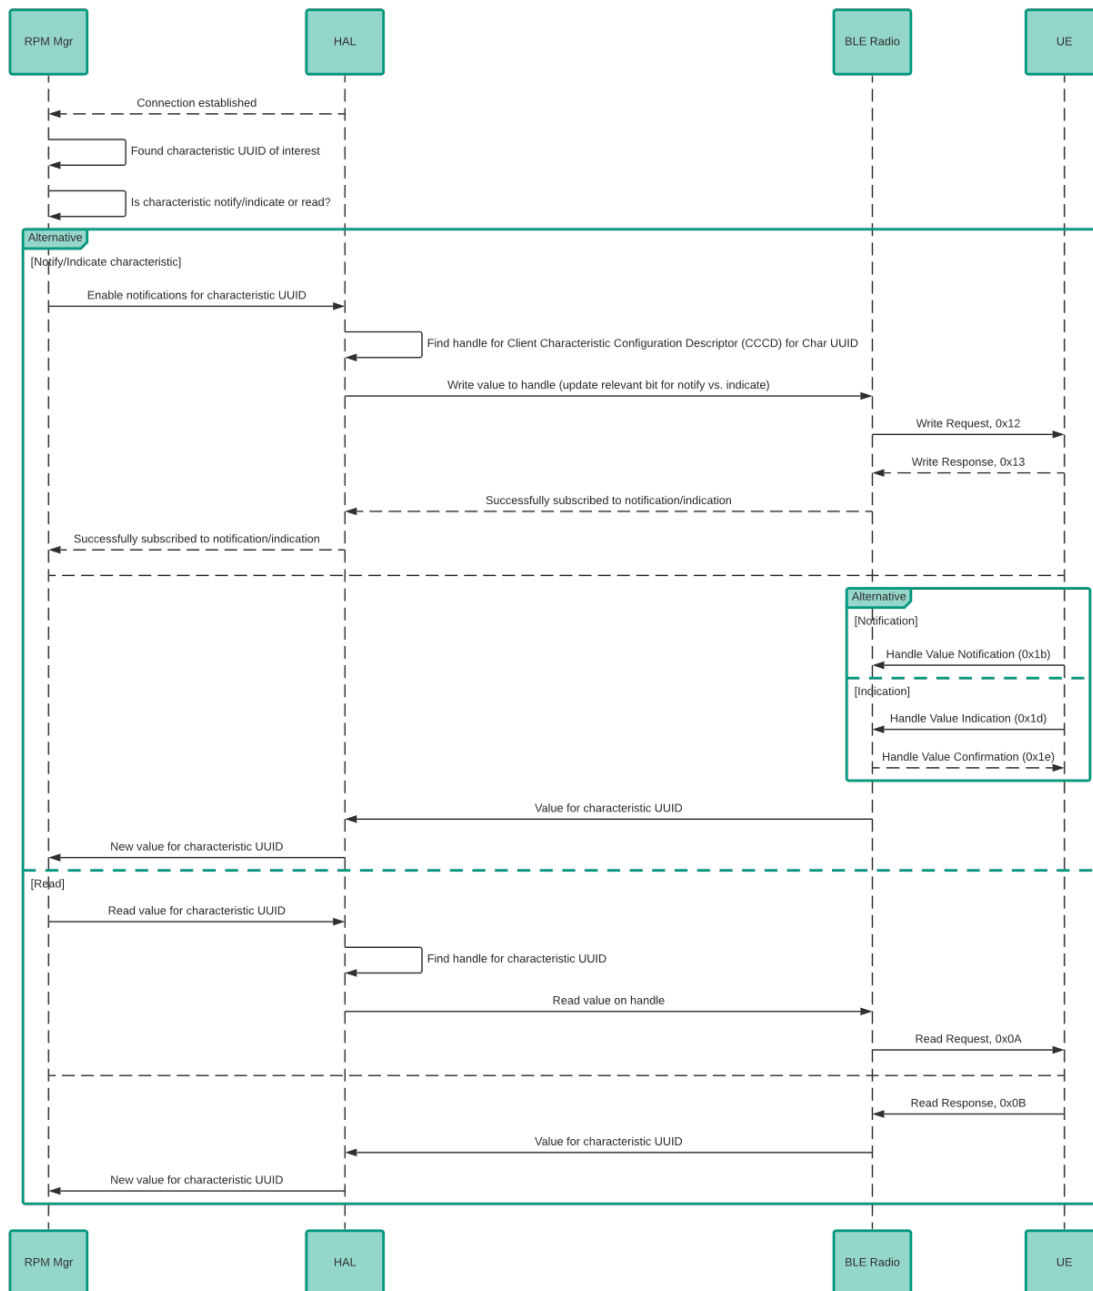 RPM Mgr
HAL
BLE Radio
UE
Connection established
Found characteristic UUID of interest
Is characteristic notify/indicate or read?
Alternative
[Notify/Indicate characteristic]
Enable notifications for characteristic UUID
Find handle for Client Characteristic Configuration Descriptor (CCCD) for Char UUID
Write value to handle (update relevant bit for notify vs. indicate)
Write Request, 0x12
Write Response, 0x13
Successfully subscribed to notification/indication
Successfully subscribed to notification/indication
Alternative
[Notification]
Handle Value Notification (0x1b)
[Indication]
Handle Value Indication (0x1d)
Handle Value Confirmation (0x1e)
Value for characteristic UUID
New value for characteristic UUID
[Read]
Read value for characteristic UUID
Find handle for characteristic UUID
Read value on handle
Read Request, 0x0A
Read Response, 0x0B
Value for characteristic UUID
New value for characteristic UUID
RPM Mgr
HAL
BLE Radio
UE